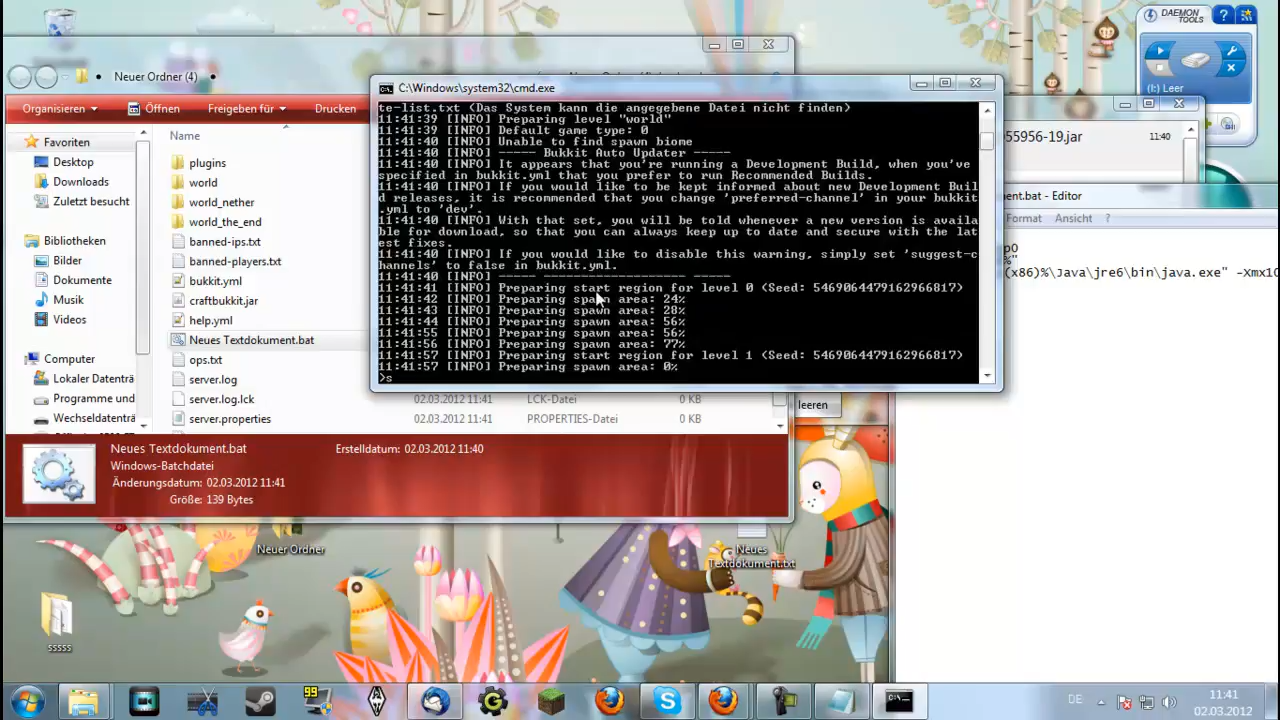 DAEMON
TOOLS
(Leer)
Neuer Ordner (4)
Organisieren
Öffnen
Freigeben für
Drucken
Favoriten
Desktop
Downloads
Zuletzt besucht
Bibliotheken
Bilder
Dokumente
Musik
Videos
Computer
Lokaler Datenträ
Programme und
Wechseldatenträ
Name
plugins
world
world_nether
world_the_end
banned-ips.txt
banned-players.txt
bukkit.yml
craftbukkit.jar
help.yml
Neues Textdokument.bat
ops.txt
server.log
server.log.lck
server.properties
02.03.2012 11:41 LCK-Datei 0 KB
02.03.2012 11:41 PROPERTIES-Datei 0 KB
Neues Textdokument.bat Erstelldatum: 02.03.2012 11:40
Windows-Batchdatei
Änderungsdatum: 02.03.2012 11:41
Größe: 139 Bytes
C:\Windows\system32\cmd.exe
te-list.txt (Das System kann die angegebene Datei nicht finden)
11:41:39 [INFO] Preparing level "world"
11:41:39 [INFO] Default game type: 0
11:41:40 [INFO] Unable to find spawn biome
11:41:40 [INFO] ----- Bukkit Auto Updater -----
11:41:40 [INFO] It appears that you're running a Development Build, when you've
specified in bukkit.yml that you prefer to run Recommended Builds.
11:41:40 [INFO] If you would like to be kept informed about new Development Buil
d releases, it is recommended that you change 'preferred-channel' in your bukkit
.yml to 'dev'.
11:41:40 [INFO] With that set, you will be told whenever a new version is availa
ble for download, so that you can always keep up to date and secure with the lat
est fixes.
11:41:40 [INFO] If you would like to disable this warning, simply set 'suggest-c
hannels' to false in bukkit.yml.
11:41:40 [INFO] ----- ------------------- -----
11:41:41 [INFO] Preparing start region for level 0 (Seed: 5469064479162966817)
11:41:42 [INFO] Preparing spawn area: 24%
11:41:43 [INFO] Preparing spawn area: 28%
11:41:44 [INFO] Preparing spawn area: 56%
11:41:55 [INFO] Preparing spawn area: 56%
11:41:56 [INFO] Preparing spawn area: 77%
11:41:57 [INFO] Preparing start region for level 1 (Seed: 5469064479162966817)
11:41:57 [INFO] Preparing spawn area: 0%
>s
55956-19.jar 11:40
leeren
ment.bat - Editor
Format Ansicht ?
p0
%"
(x86)%\Java\jre6\bin\java.exe" -Xmx1
Neuer Ordner
Neues
Textdokument.txt
sssss
99
DE
11:41
02.03.2012